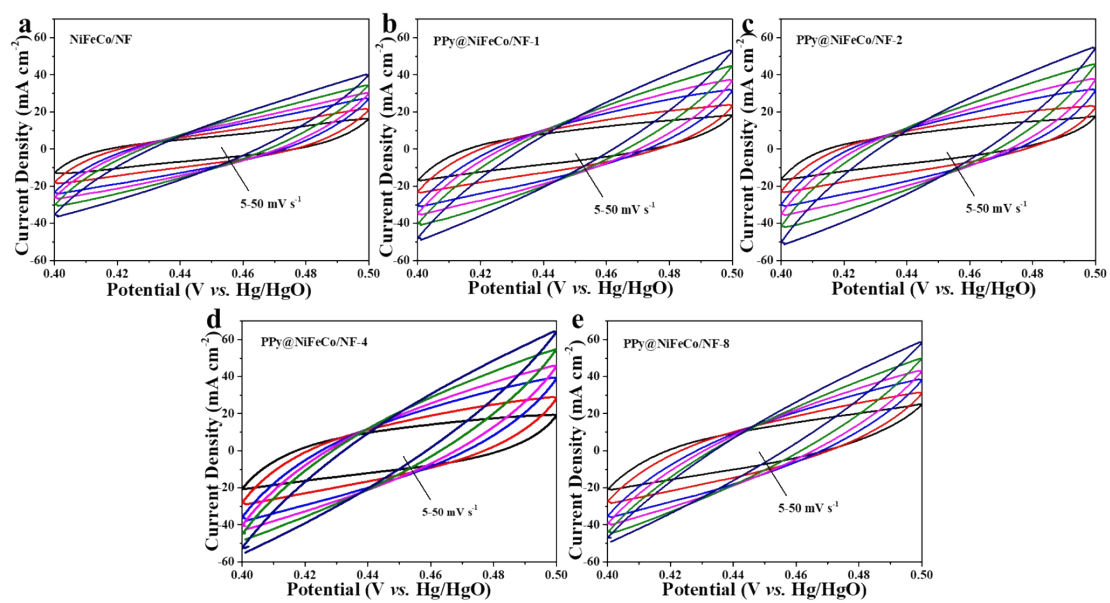 a
NiFeCo/NF
Current Density (mA cm-2)
60
40
20
0
-20
-40
-60
5-50 mV s-1
0.40 0.42 0.44 0.46 0.48 0.50
Potential (V vs. Hg/HgO)
b
PPy@NiFeCo/NF-1
Current Density (mA cm-2)
60
40
20
0
-20
-40
-60
5-50 mV s-1
0.40 0.42 0.44 0.46 0.48 0.50
Potential (V vs. Hg/HgO)
c
PPy@NiFeCo/NF-2
Current Density (mA cm-2)
60
40
20
0
-20
-40
-60
5-50 mV s-1
0.40 0.42 0.44 0.46 0.48 0.50
Potential (V vs. Hg/HgO)
d
PPy@NiFeCo/NF-4
Current Density (mA cm-2)
60
40
20
0
-20
-40
-60
5-50 mV s-1
0.40 0.42 0.44 0.46 0.48 0.50
Potential (V vs. Hg/HgO)
e
PPy@NiFeCo/NF-8
Current Density (mA cm-2)
60
40
20
0
-20
-40
-60
5-50 mV s-1
0.40 0.42 0.44 0.46 0.48 0.50
Potential (V vs. Hg/HgO)